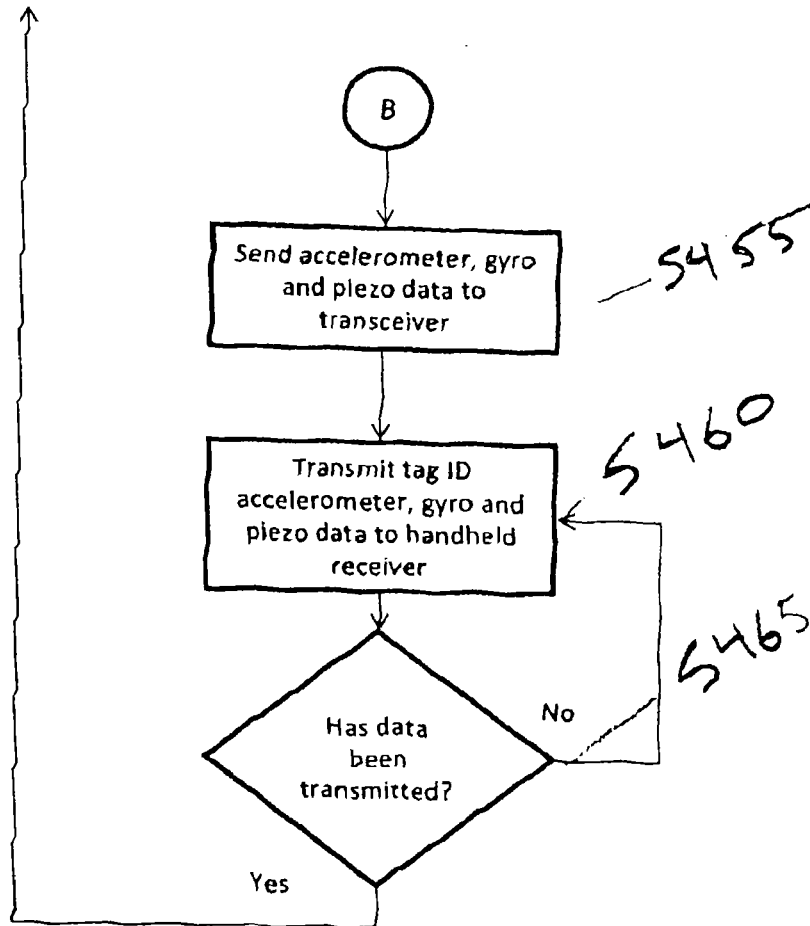 B
Send accelerometer, gyro
and piezo data to
transceiver
5455
Transmit tag ID
accelerometer, gyro and
piezo data to handheld
receiver
5460
Has data
been
transmitted?
No
5465
Yes